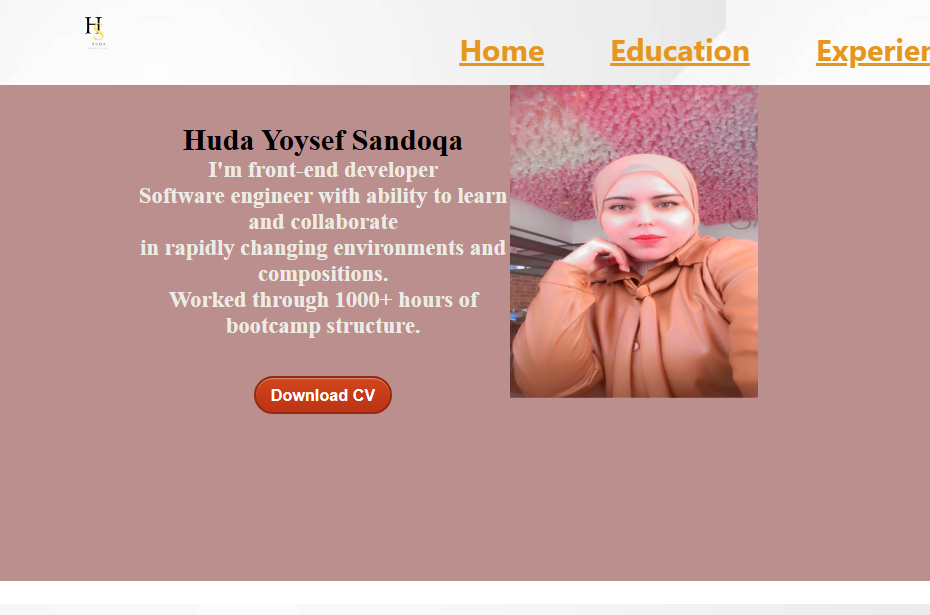 HS
HUDA
Home Education Experien
Huda Yoysef Sandoqa
I'm front-end developer
Software engineer with ability to learn
and collaborate
in rapidly changing environments and
compositions.
Worked through 1000+ hours of
bootcamp structure.
Download CV